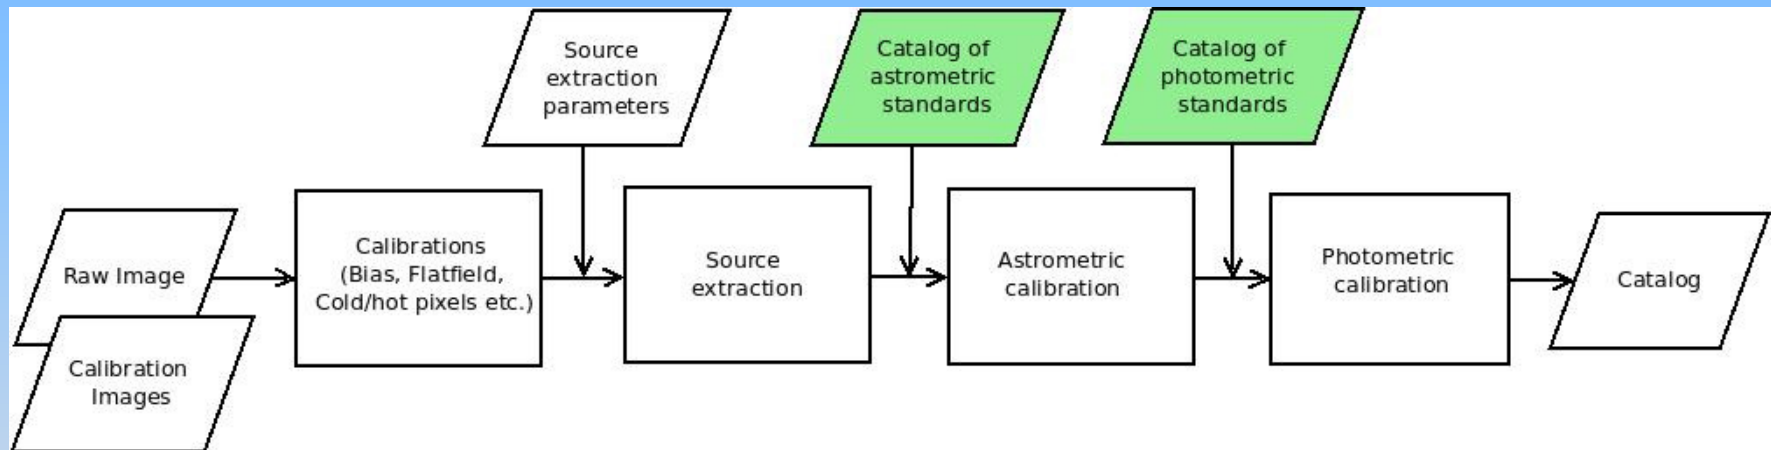 Source
extraction
parameters
Catalog of
astrometric
standards
Catalog of
photometric
standards
Raw Image
Calibration
Images
Calibrations
(Bias, Flatfield,
Cold/hot pixels etc.)
Source
extraction
Astrometric
calibration
Photometric
calibration
Catalog